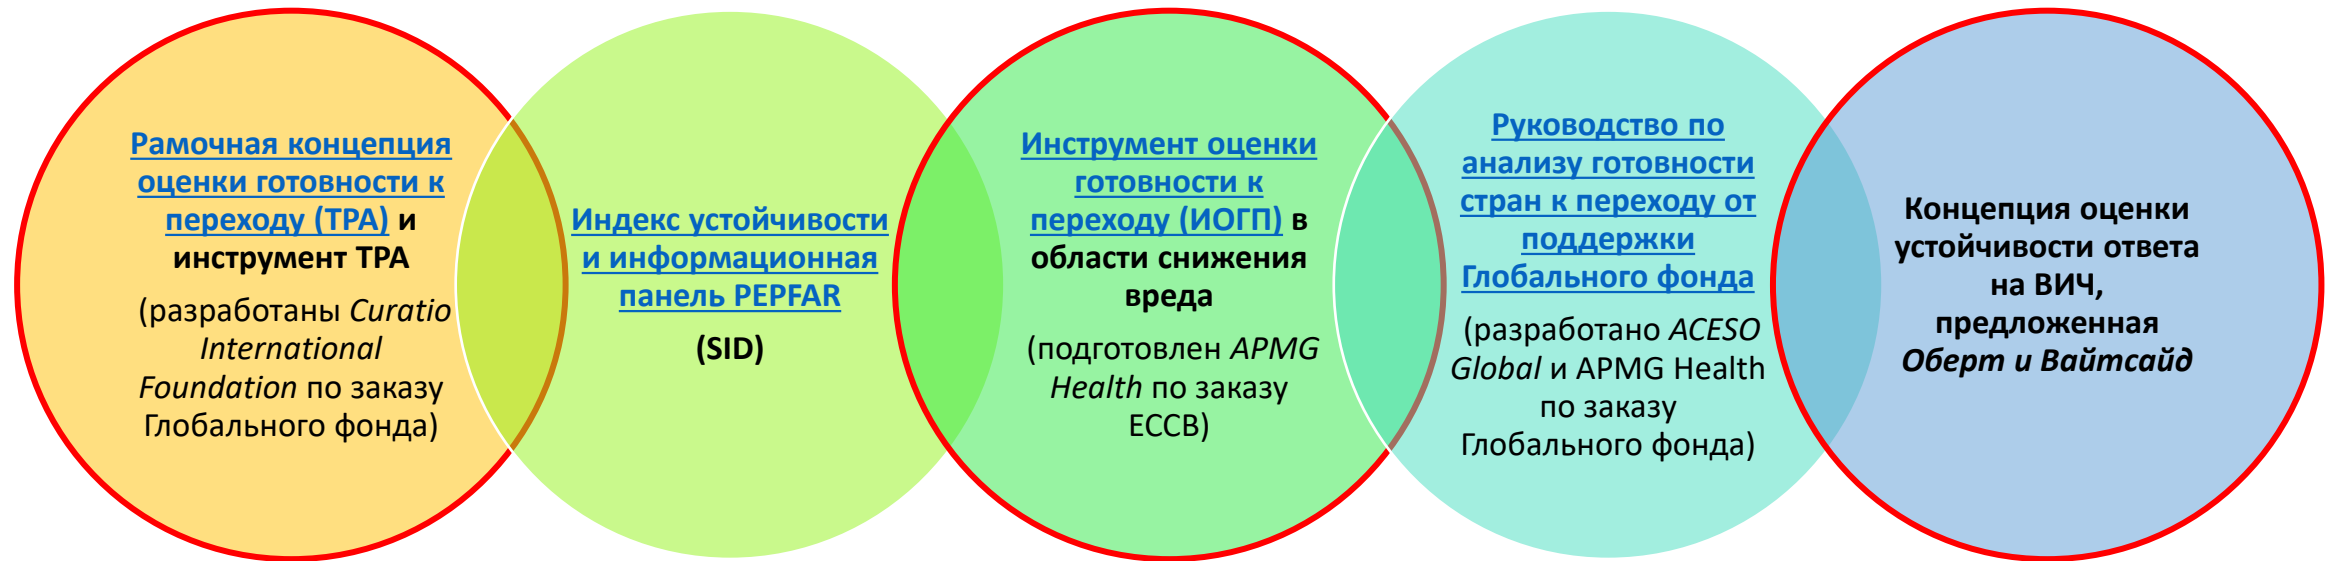 Рамочная концепция
оценки готовности к
переходу (TPA) и
инструмент TPA
(разработаны Curatio
International
Foundation по заказу
Глобального фонда)
Индекс устойчивости
и информационная
панель PEPFAR
(SID)
Инструмент оценки
готовности к
переходу (ИОГП) в
области снижения
вреда
(подготовлен APMG
Health по заказу
ЕССВ)
Руководство по
анализу готовности
стран к переходу от
поддержки
Глобального фонда
(разработано ACESO
Global и APMG Health
по заказу
Глобального фонда)
Концепция оценки
устойчивости ответа
на ВИЧ,
предложенная
Оберт и Вайтсайд